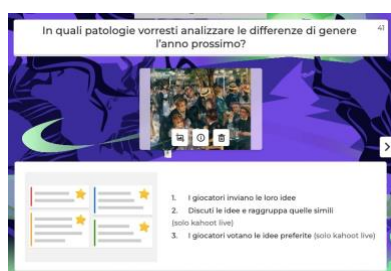 In quali patologie vorresti analizzare le differenze di genere
l'anno prossimo?
41
1. I giocatori inviano le loro idee
2. Discuti le idee e raggruppa quelle simili
(solo kahoot live)
3. I giocatori votano le idee preferite (solo kahoot live)